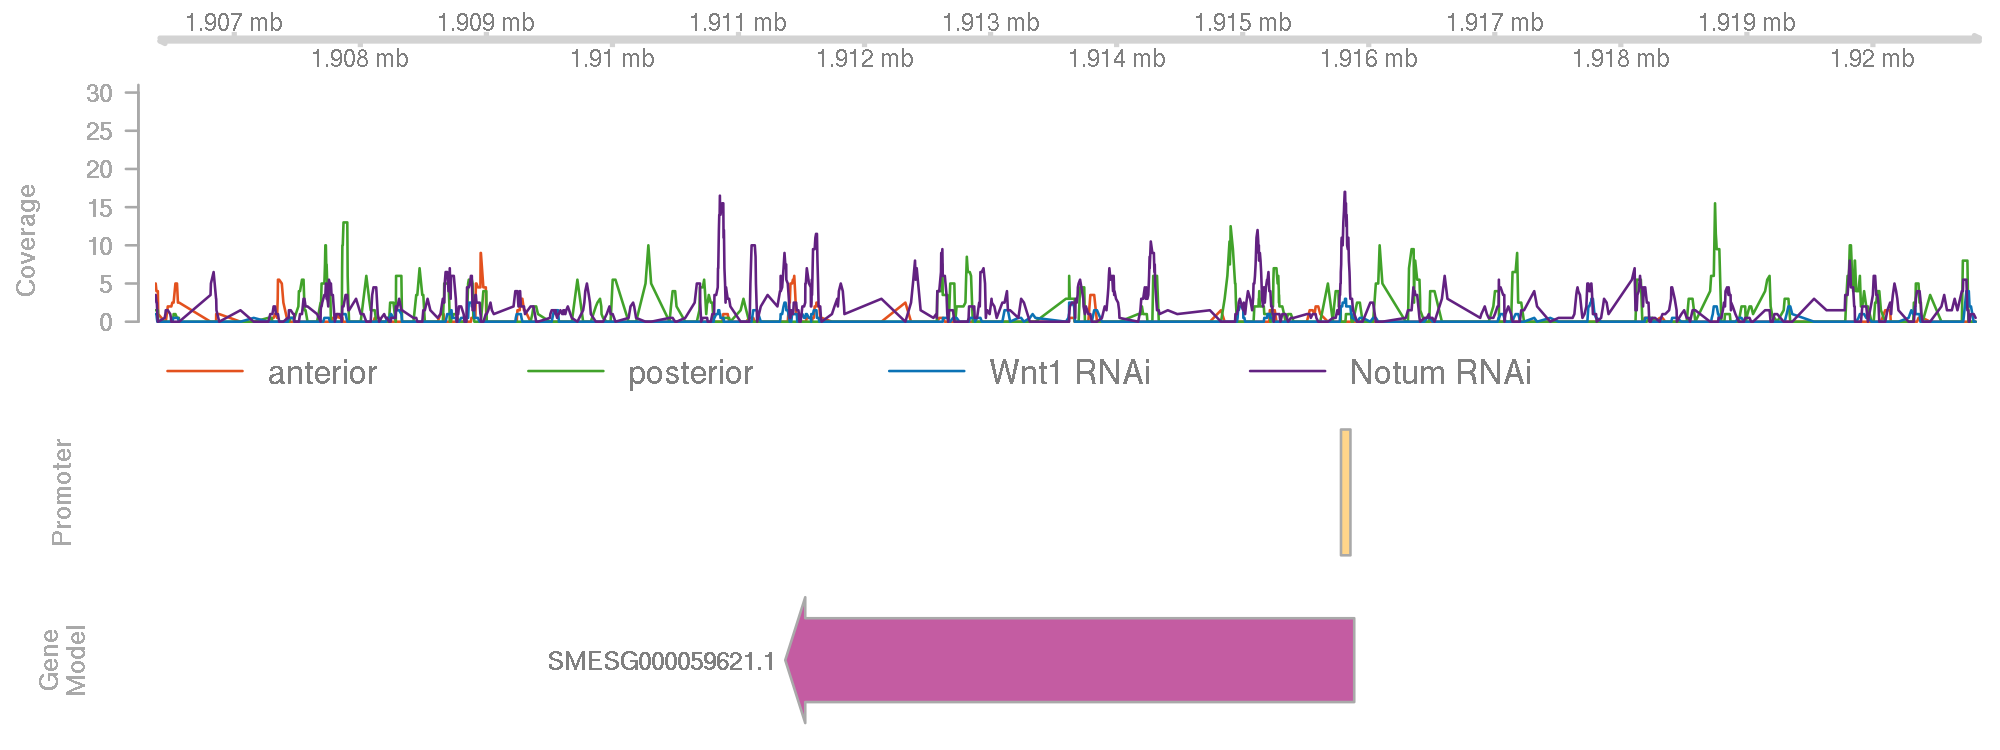 1.907 mb 1.909 mb 1.911 mb 1.913 mb 1.915 mb 1.917 mb 1.919 mb
1.908 mb 1.91 mb 1.912 mb 1.914 mb 1.916 mb 1.918 mb 1.92 mb
30
25
20
15
10
5
0
Coverage
anterior posterior Wnt1 RNAi Notum RNAi
Promoter
Gene
Model
SMESG000059621.1